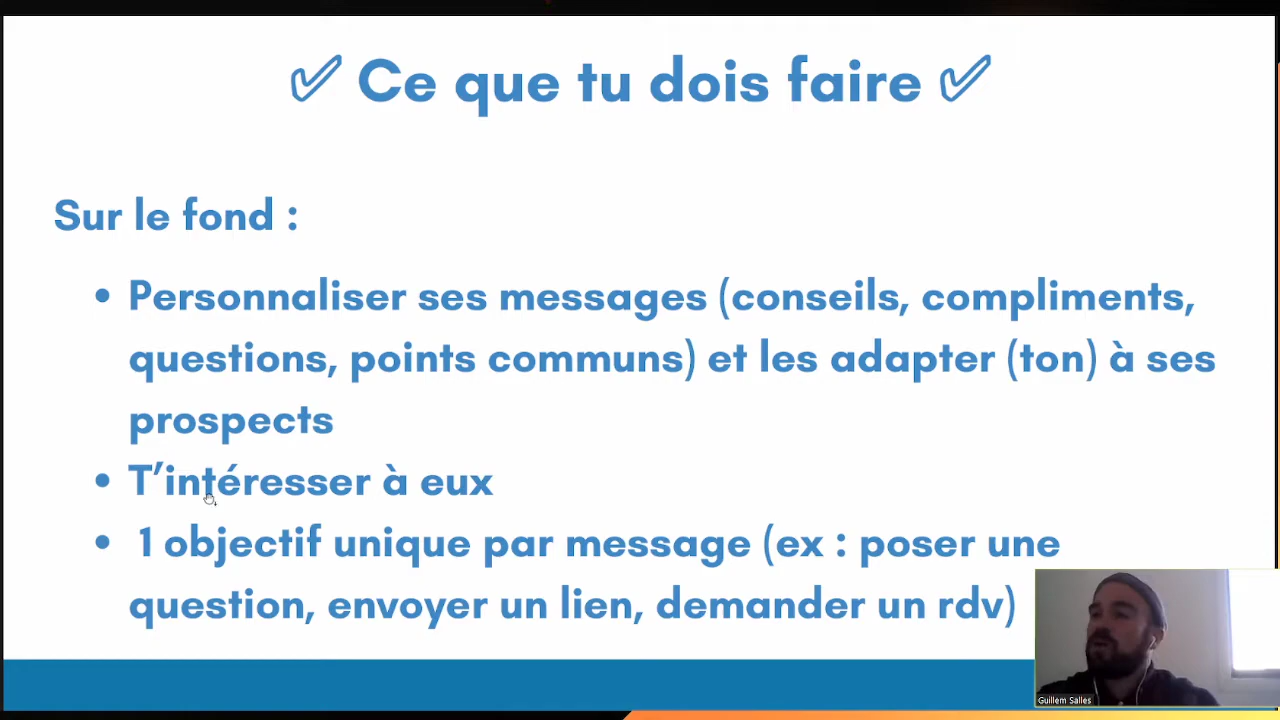 ✅ Ce que tu dois faire ✅
Sur le fond :
• Personnaliser ses messages (conseils, compliments,
questions, points communs) et les adapter (ton) à ses
prospects
• T’intéresser à eux
• 1 objectif unique par message (ex : poser une
question, envoyer un lien, demander un rdv)
Guillem Salles